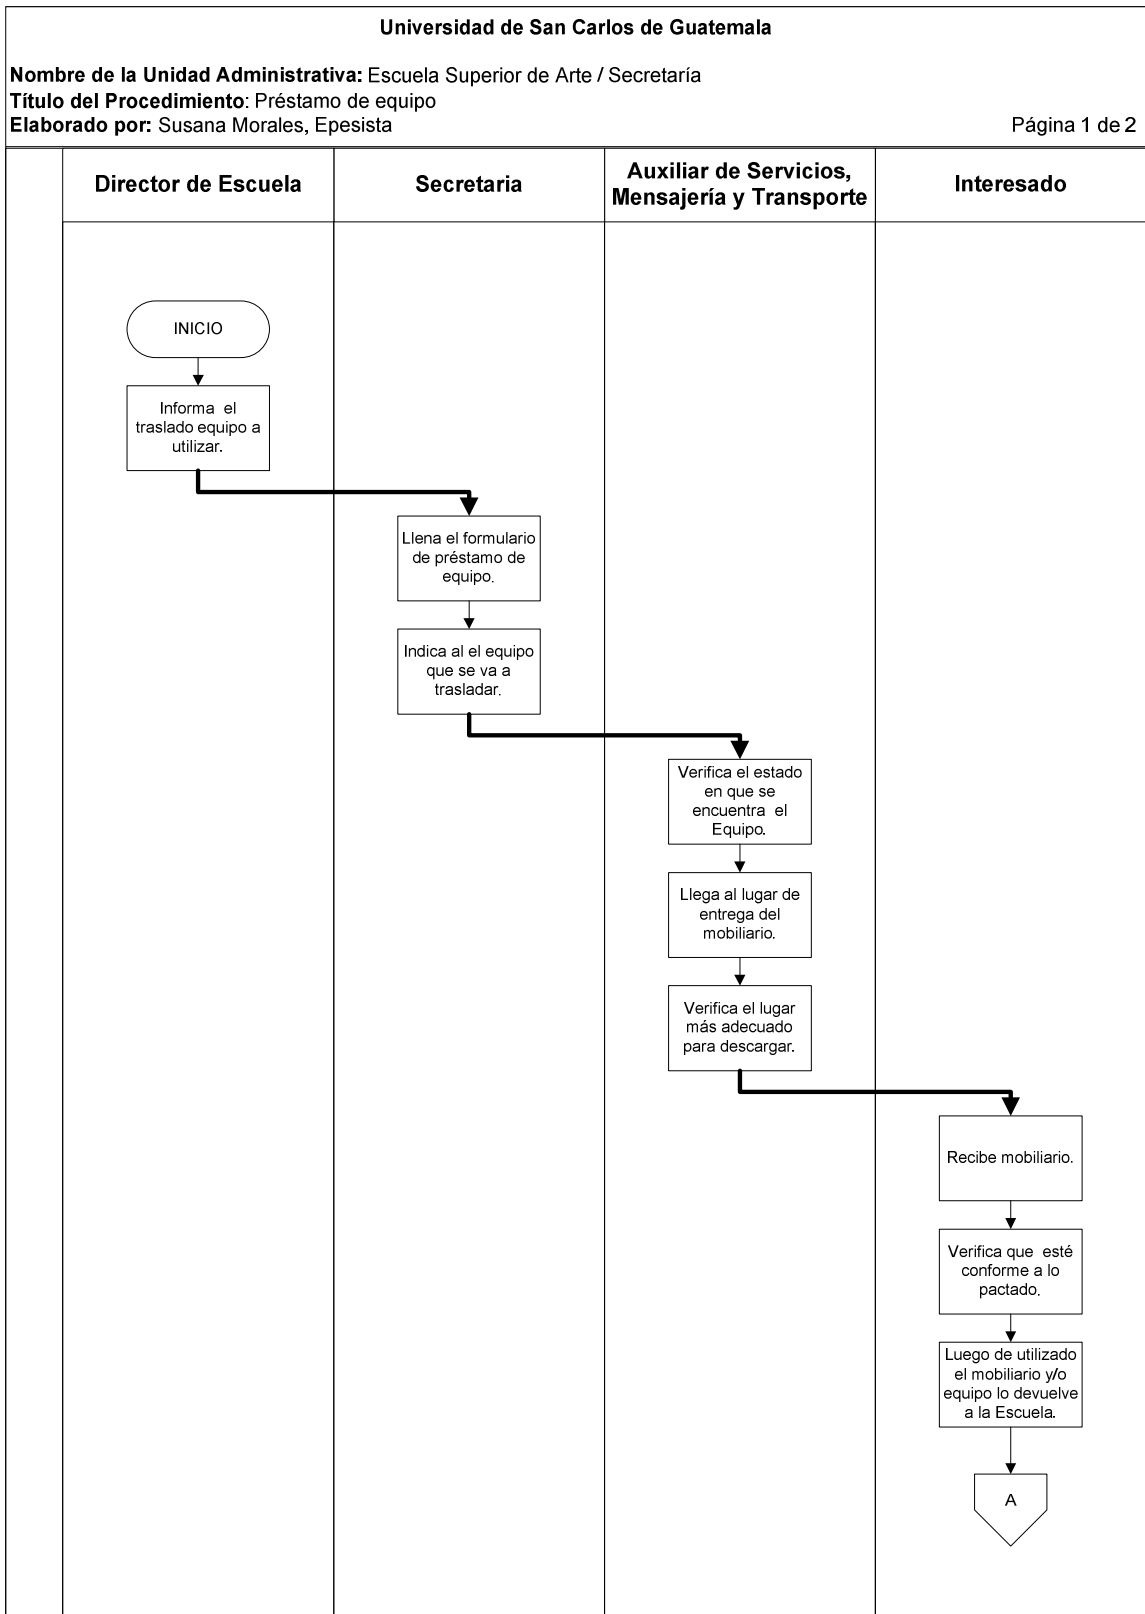 Universidad de San Carlos de Guatemala
Nombre de la Unidad Administrativa: Escuela Superior de Arte / Secretaría
Título del Procedimiento: Préstamo de equipo
Elaborado por: Susana Morales, Epesista
Página 1 de 2
Director de Escuela
Secretaria
Auxiliar de Servicios,
Mensajería y Transporte
Interesado
INICIO
Informa el
traslado equipo a
utilizar.
Llena el formulario
de préstamo de
equipo.
Indica al el equipo
que se va a
trasladar.
Verifica el estado
en que se
encuentra el
Equipo.
Llega al lugar de
entrega del
mobiliario.
Verifica el lugar
más adecuado
para descargar.
Recibe mobiliario.
Verifica que esté
conforme a lo
pactado.
Luego de utilizado
el mobiliario y/o
equipo lo devuelve
a la Escuela.
A